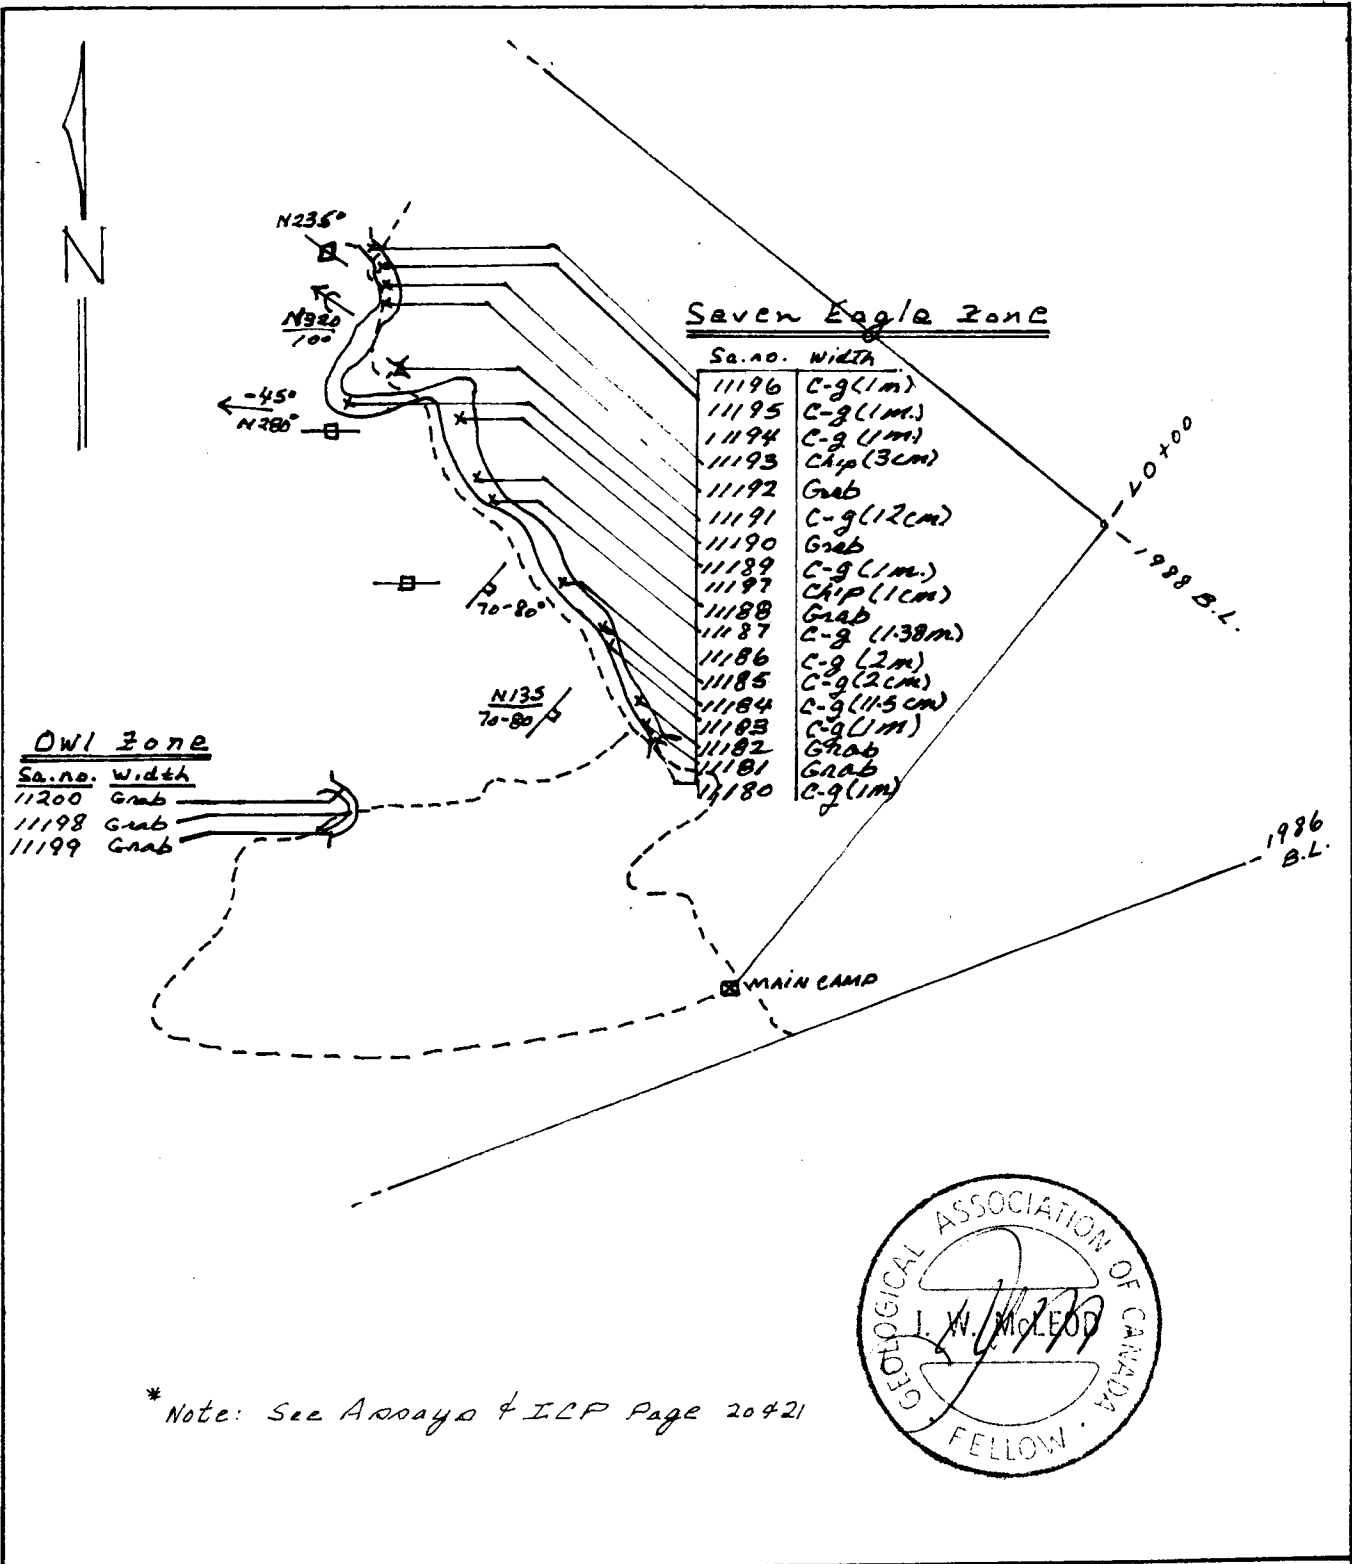 N
N235°
N320
10°
-45°
N280°
Seven Eagle Zone
Sa.no. Width
11196 C-g(1m)
11195 C-g(1m.)
11194 C-g(1m)
11193 Chip(3cm)
11192 Grab
11191 C-g(12cm)
11190 Grab
11189 C-g(1m.)
11197 Chip(1cm)
11188 Grab
11187 C-g (1.38m)
11186 C-g(2m)
11185 C-g(2cm)
11184 C-g(11.5cm)
11183 C-g(1m)
11182 Grab
11181 Grab
11180 C-g(1m)
L0+00
1988 B.L.
70-80°
N135
70-80
Owl Zone
Sa.no. Width
11200 Grab
11198 Grab
11199 Grab
1986
B.L.
MAIN CAMP
GEOLOGICAL ASSOCIATION OF CANADA
J. W. McLEOD
FELLOW
*Note: See Assays & ICP Page 20&21